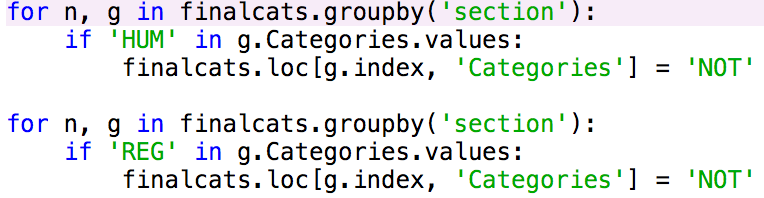 for n, g in finalcats.groupby('section'):
    if 'HUM' in g.Categories.values:
        finalcats.loc[g.index, 'Categories'] = 'NOT'

for n, g in finalcats.groupby('section'):
    if 'REG' in g.Categories.values:
        finalcats.loc[g.index, 'Categories'] = 'NOT'